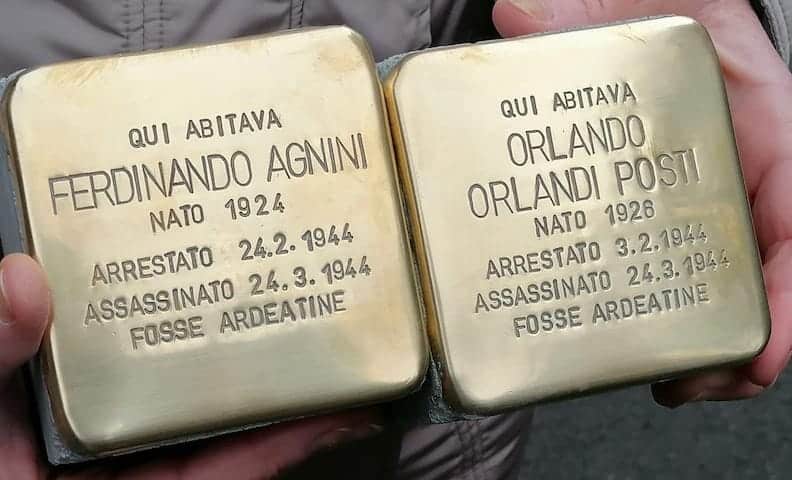 QUI ABITAVA
FERDINANDO AGNINI
NATO 1924
ARRESTATO 24.2.1944
ASSASSINATO 24.3.1944
FOSSE ARDEATINE
QUI ABITAVA
ORLANDO
ORLANDI POSTI
NATO 1926
ARRESTATO 3.2.1944
ASSASSINATO 24.3.1944
FOSSE ARDEATINE